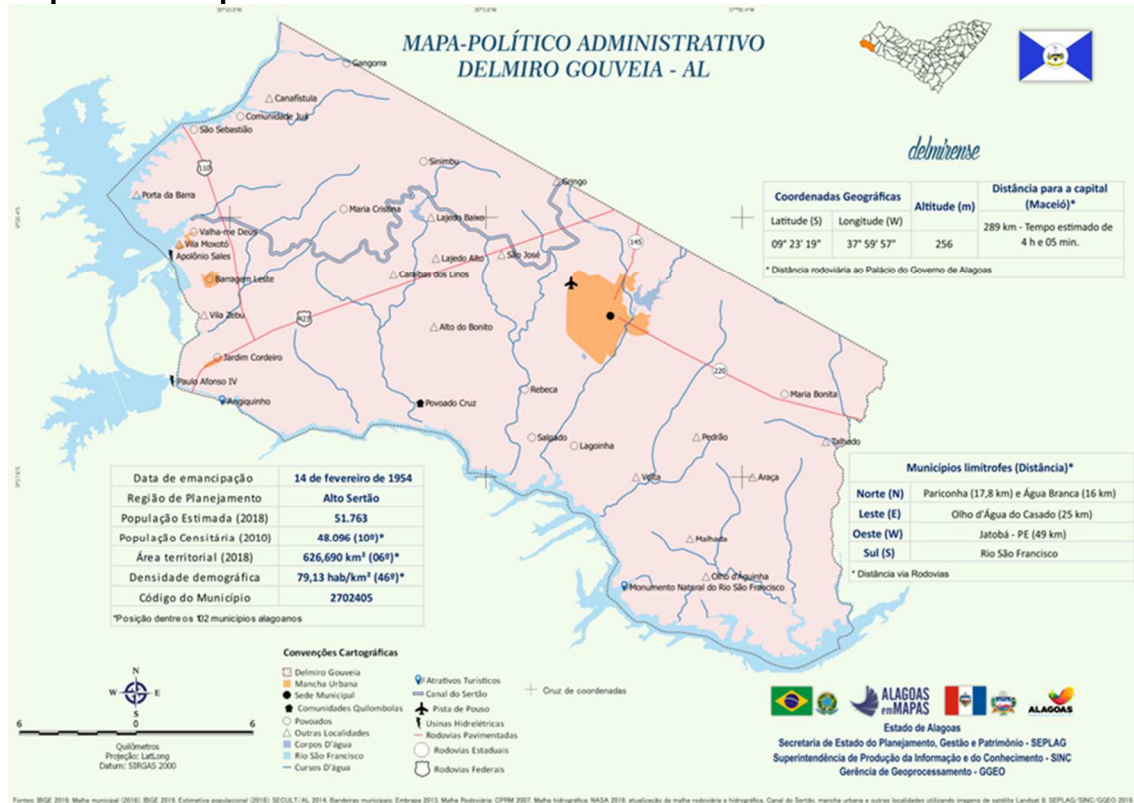 MAPA-POLÍTICO ADMINISTRATIVO
DELMIRO GOUVEIA - AL
delmirense
Coordenadas Geográficas
Altitude (m)
Distância para a capital
(Maceió)*
Latitude (S)
Longitude (W)
09° 23' 19"
37° 59' 57"
256
289 km - Tempo estimado de
4 h e 05 min.
* Distância rodoviária ao Palácio do Governo de Alagoas
Gangorra
Canafístula
Comunidade Juá
São Sebastião
110
Sinimbu
Gringo
Porta da Barra
Maria Cristina
Lajedo Baixo
Valha-me Deus
Vila Moxotó
Apolônio Sales
145
Lajedo Alto
São José
Caraíbas dos Linos
Barragem Leste
Vila Zebu
423
Alto do Bonito
Jardim Cordeiro
220
Paulo Afonso IV
Angiquinho
Rebeca
Maria Bonita
Povoado Cruz
Salgado
Lagoinha
Pedrão
Talhado
Volta
Araça
Malhada
Olho d'Águinha
Monumento Natural do Rio São Francisco
Data de emancipação
14 de fevereiro de 1954
Região de Planejamento
Alto Sertão
População Estimada (2018)
51.763
População Censitária (2010)
48.096 (10º)*
Área territorial (2018)
626,690 km² (06º)*
Densidade demográfica
79,13 hab/km² (46º)*
Código do Município
2702405
*Posição dentre os 102 municípios alagoanos
Municípios limítrofes (Distância)*
Norte (N)
Pariconha (17,8 km) e Água Branca (16 km)
Leste (E)
Olho d'Água do Casado (25 km)
Oeste (W)
Jatobá - PE (49 km)
Sul (S)
Rio São Francisco
* Distância via Rodovias
N
W
E
S
6
0
6
Quilômetros
Projeção: LatLong
Datum: SIRGAS 2000
Convenções Cartográficas
Delmiro Gouveia
Mancha Urbana
Sede Municipal
Comunidades Quilombolas
Povoados
Outras Localidades
Corpos D'água
Rio São Francisco
Cursos D'água
Atrativos Turísticos
Canal do Sertão
Pista de Pouso
Usinas Hidrelétricas
Rodovias Pavimentadas
Rodovias Estaduais
Rodovias Federais
Cruz de coordenadas
ALAGOAS
emMAPAS
ALAGOAS
Estado de Alagoas
Secretaria de Estado do Planejamento, Gestão e Patrimônio - SEPLAG
Superintendência de Produção da Informação e do Conhecimento - SINC
Gerência de Geoprocessamento - GGEO